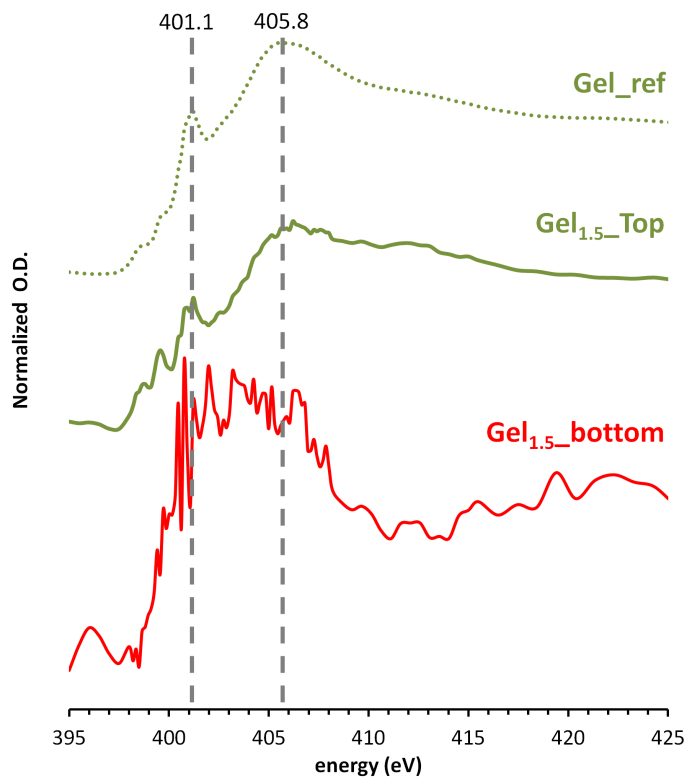 401.1 405.8
Gel_ref
Gel1.5_Top
Gel1.5_bottom
Normalized O.D.
395 400 405 410 415 420 425
energy (eV)